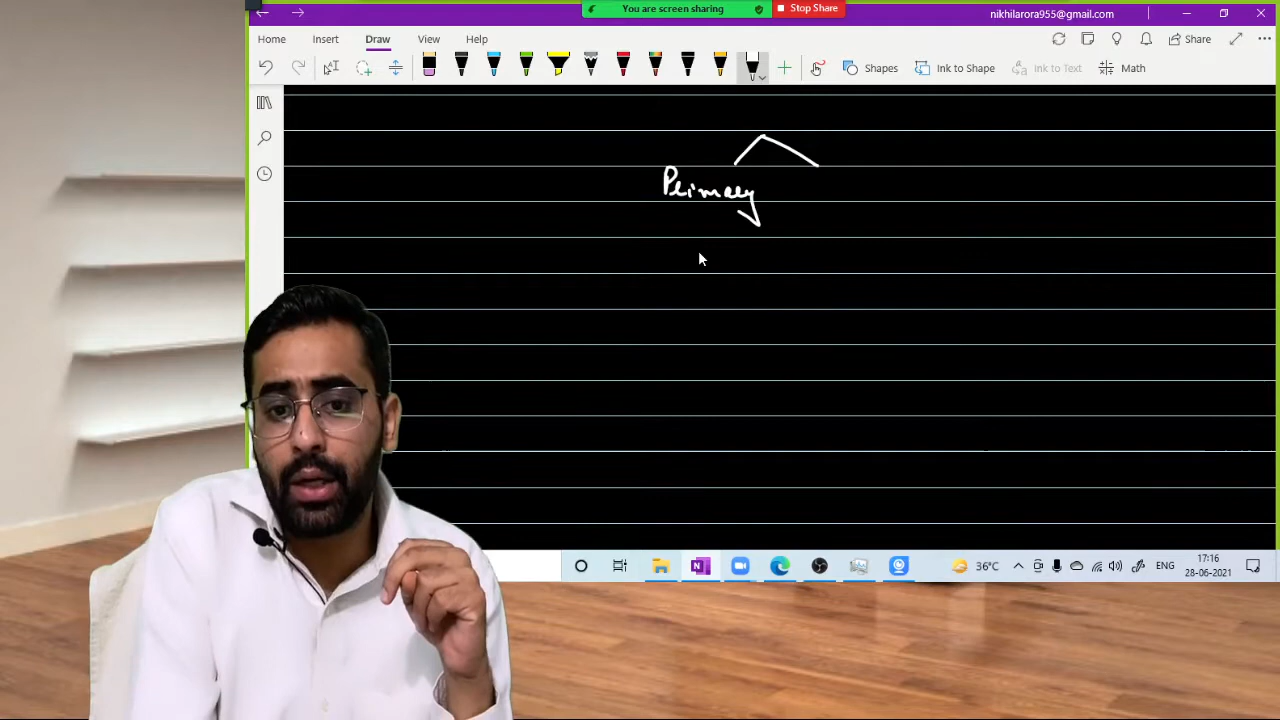 You are screen sharing Stop Share
nikhilarora955@gmail.com
Home Insert Draw View Help Share
Shapes Ink to Shape Ink to Text Math
Primary
36°C ENG 17:16
28-06-2021